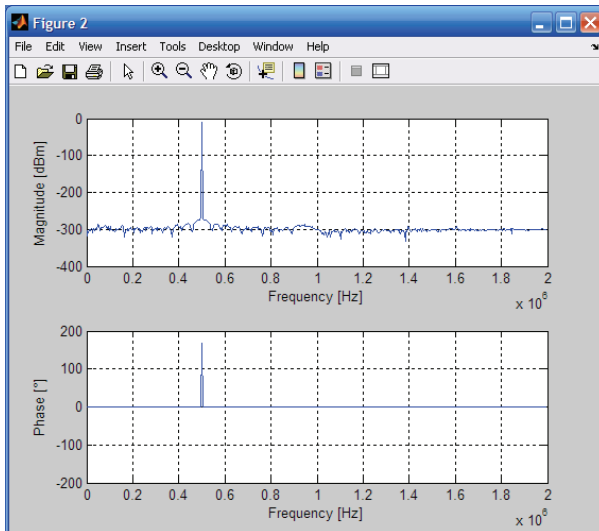 Figure 2
File Edit View Insert Tools Desktop Window Help
0
-100
-200
-300
-400
Magnitude [dBm]
0 0.2 0.4 0.6 0.8 1 1.2 1.4 1.6 1.8 2
Frequency [Hz]
x 10^6
200
100
0
-100
-200
Phase [°]
0 0.2 0.4 0.6 0.8 1 1.2 1.4 1.6 1.8 2
Frequency [Hz]
x 10^6